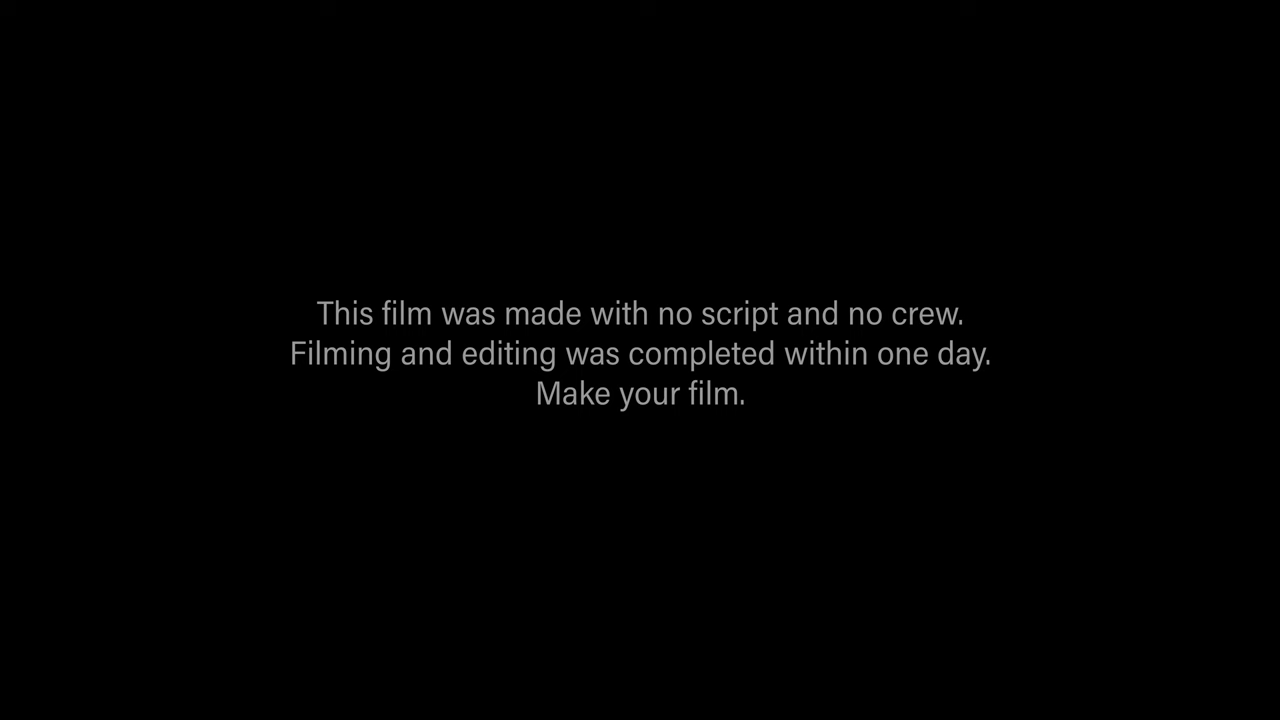 This film was made with no script and no crew.
Filming and editing was completed within one day.
Make your film.